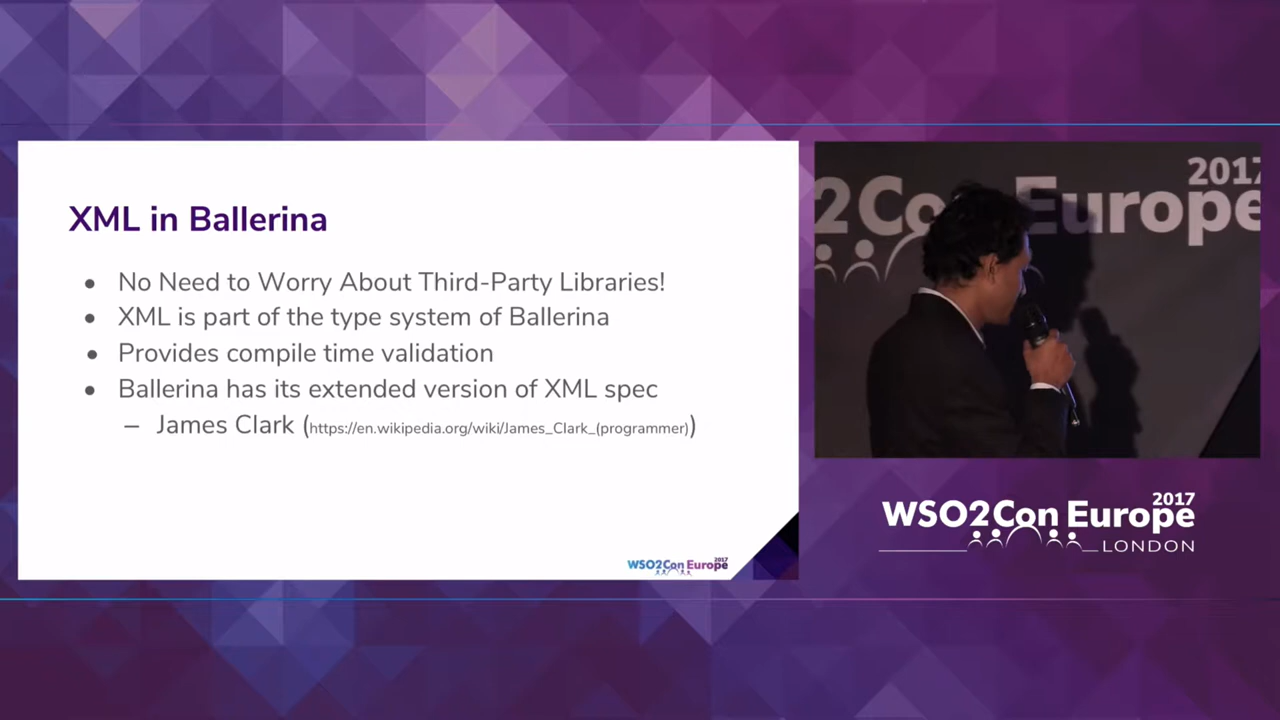 XML in Ballerina
● No Need to Worry About Third-Party Libraries!
● XML is part of the type system of Ballerina
● Provides compile time validation
● Ballerina has its extended version of XML spec
– James Clark (https://en.wikipedia.org/wiki/James_Clark_(programmer))
WSO2Con Europe 2017
2017
2Con Europe
2017
WSO2Con Europe
LONDON